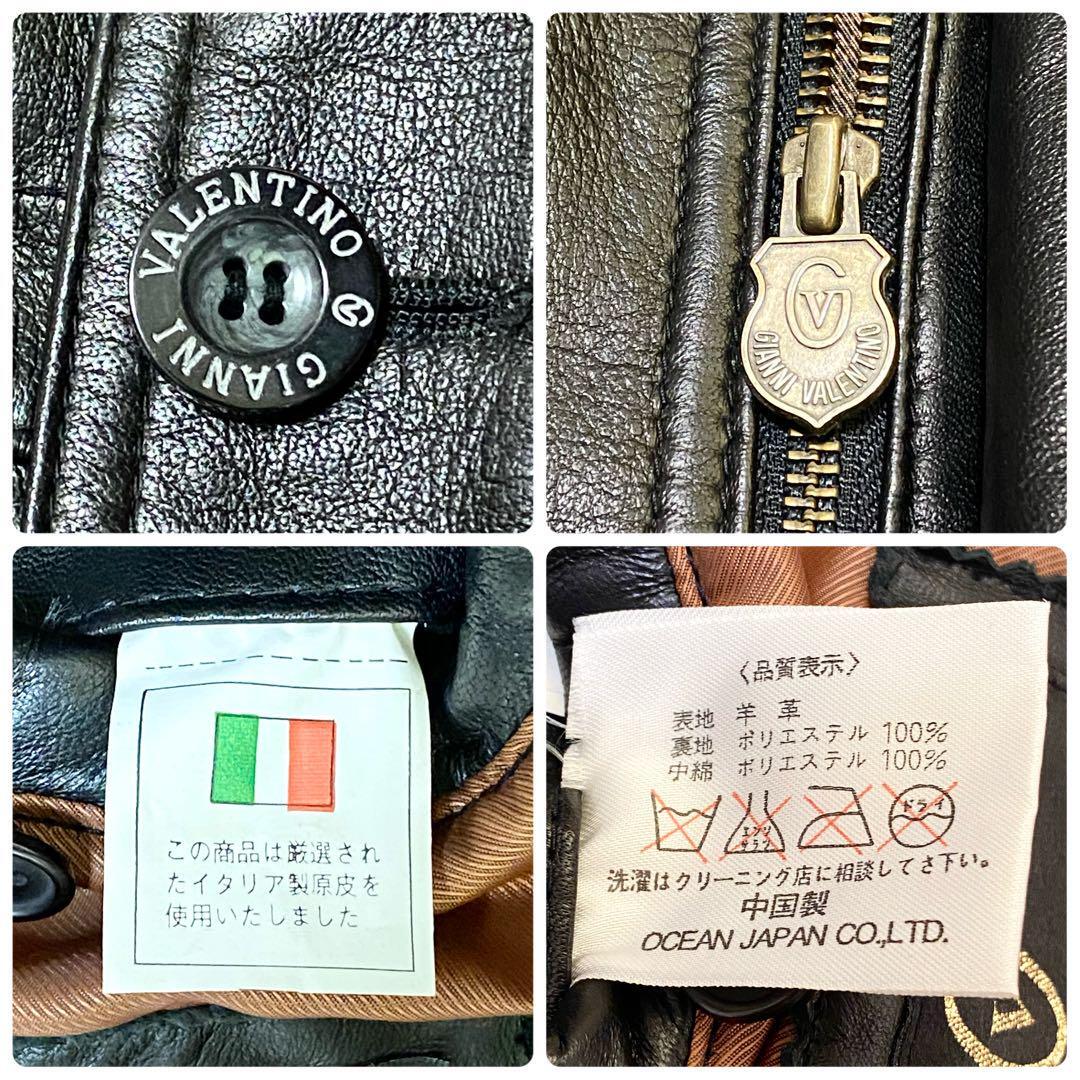 GIANNI VALENTINO GV
GV
GIANNI VALENTINO
この商品は厳選され
たイタリア製原皮を
使用いたしました
〈品質表示〉
表地 羊革
裏地 ポリエステル 100%
中綿 ポリエステル 100%
エンソ
サラシ
ドライ
洗濯はクリーニング店に相談してさ下い。
中国製
OCEAN JAPAN CO.,LTD.
V